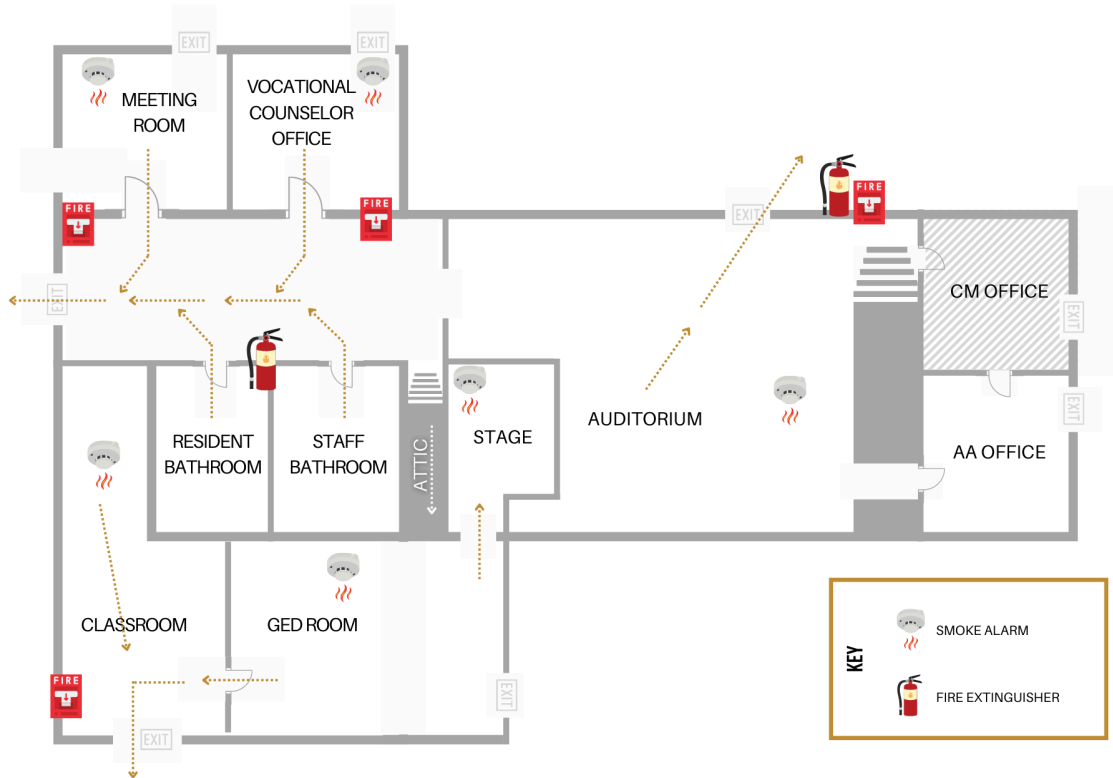 EXIT
EXIT
MEETING
ROOM
VOCATIONAL
COUNSELOR
OFFICE
FIRE
FIRE
FIRE
EXIT
EXIT
CM OFFICE
EXIT
EXIT
RESIDENT
BATHROOM
STAFF
BATHROOM
ATTIC
STAGE
AUDITORIUM
AA OFFICE
EXIT
CLASSROOM
GED ROOM
FIRE
EXIT
EXIT
KEY
SMOKE ALARM
FIRE EXTINGUISHER